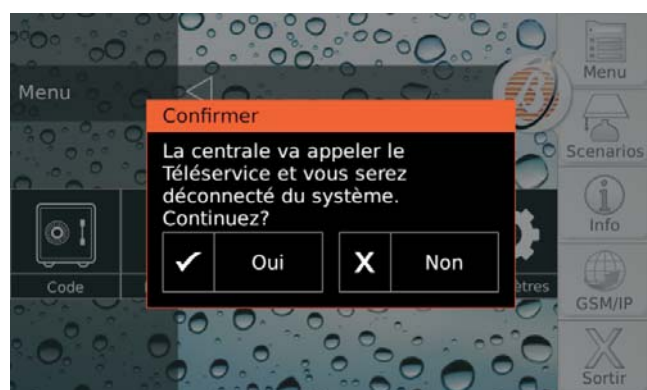 Menu
Menu
Confirmer
La centrale va appeler le
Téléservice et vous serez
déconnecté du système.
Continuez?
Oui
Non
Scenarios
Info
Code
ètres
GSM/IP
Sortir